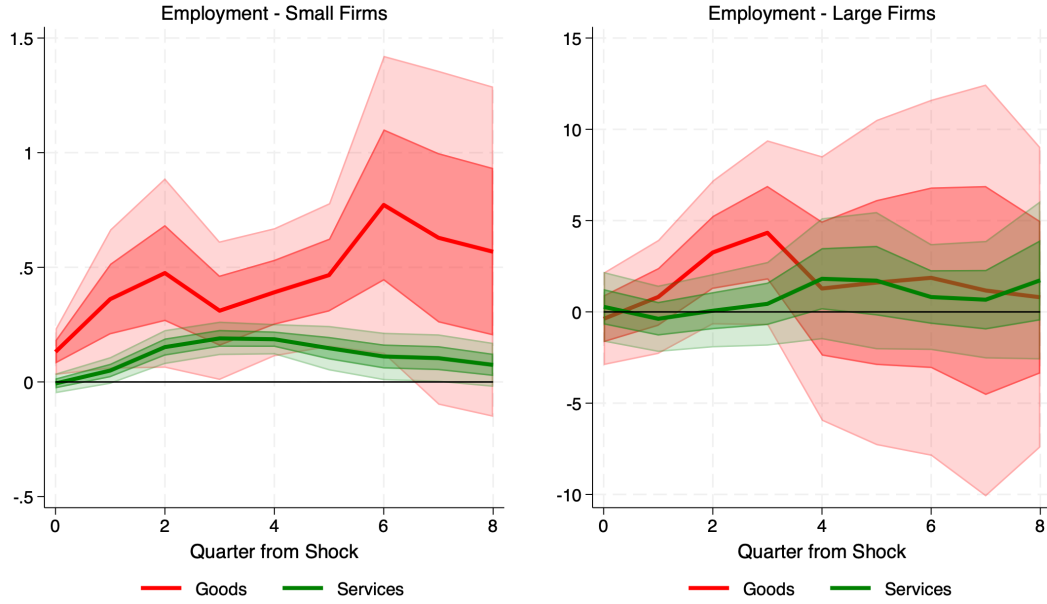 Employment - Small Firms
1.5
1
.5
0
-.5
0 2 4 6 8
Quarter from Shock
Goods Services
Employment - Large Firms
15
10
5
0
-5
-10
0 2 4 6 8
Quarter from Shock
Goods Services